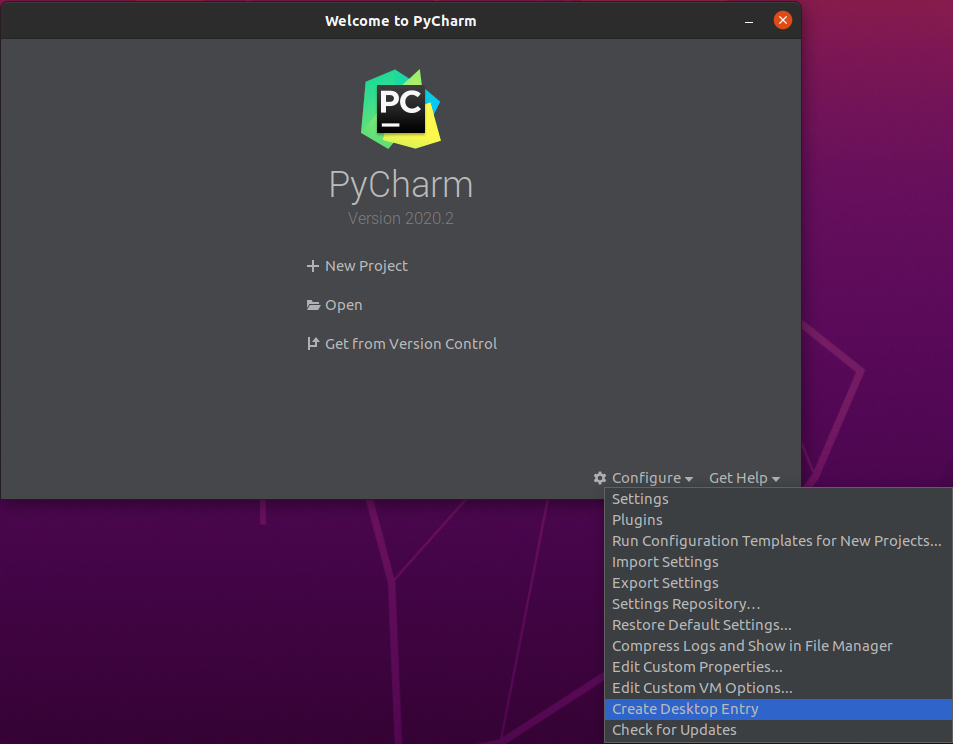 Welcome to PyCharm
PC
PyCharm
Version 2020.2
New Project
Open
Get from Version Control
Configure
Get Help
Settings
Plugins
Run Configuration Templates for New Projects...
Import Settings
Export Settings
Settings Repository…
Restore Default Settings...
Compress Logs and Show in File Manager
Edit Custom Properties...
Edit Custom VM Options...
Create Desktop Entry
Check for Updates